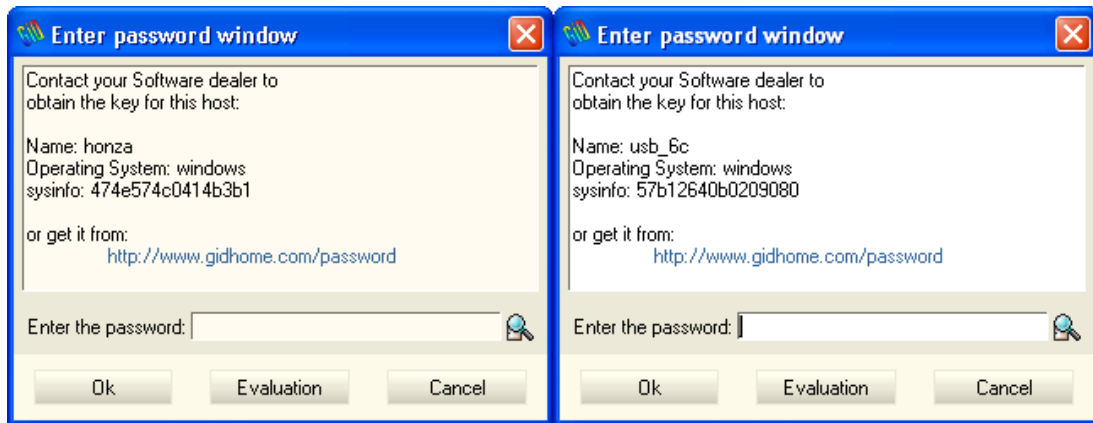 Enter password window
Contact your Software dealer to
obtain the key for this host:
Name: honza
Operating System: windows
sysinfo: 474e574c0414b3b1
or get it from:
http://www.gidhome.com/password
Enter the password:
Ok Evaluation Cancel
Enter password window
Contact your Software dealer to
obtain the key for this host:
Name: usb_6c
Operating System: windows
sysinfo: 57b12640b0209080
or get it from:
http://www.gidhome.com/password
Enter the password:
Ok Evaluation Cancel